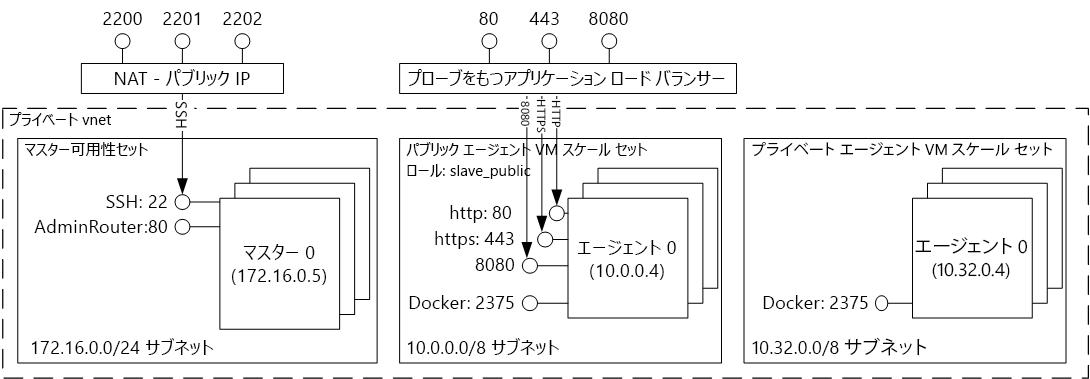 2200 2201 2202
80 443 8080
NAT - パブリック IP
プローブをもつアプリケーション ロード バランサー
SSH
8080
HTTPS
HTTP
プライベート vnet
マスター可用性セット
SSH: 22
AdminRouter:80
マスター 0
(172.16.0.5)
172.16.0.0/24 サブネット
パブリック エージェント VM スケール セット
ロール: slave_public
http: 80
https: 443
8080
Docker: 2375
エージェント 0
(10.0.0.4)
10.0.0.0/8 サブネット
プライベート エージェント VM スケール セット
エージェント 0
(10.32.0.4)
Docker: 2375
10.32.0.0/8 サブネット